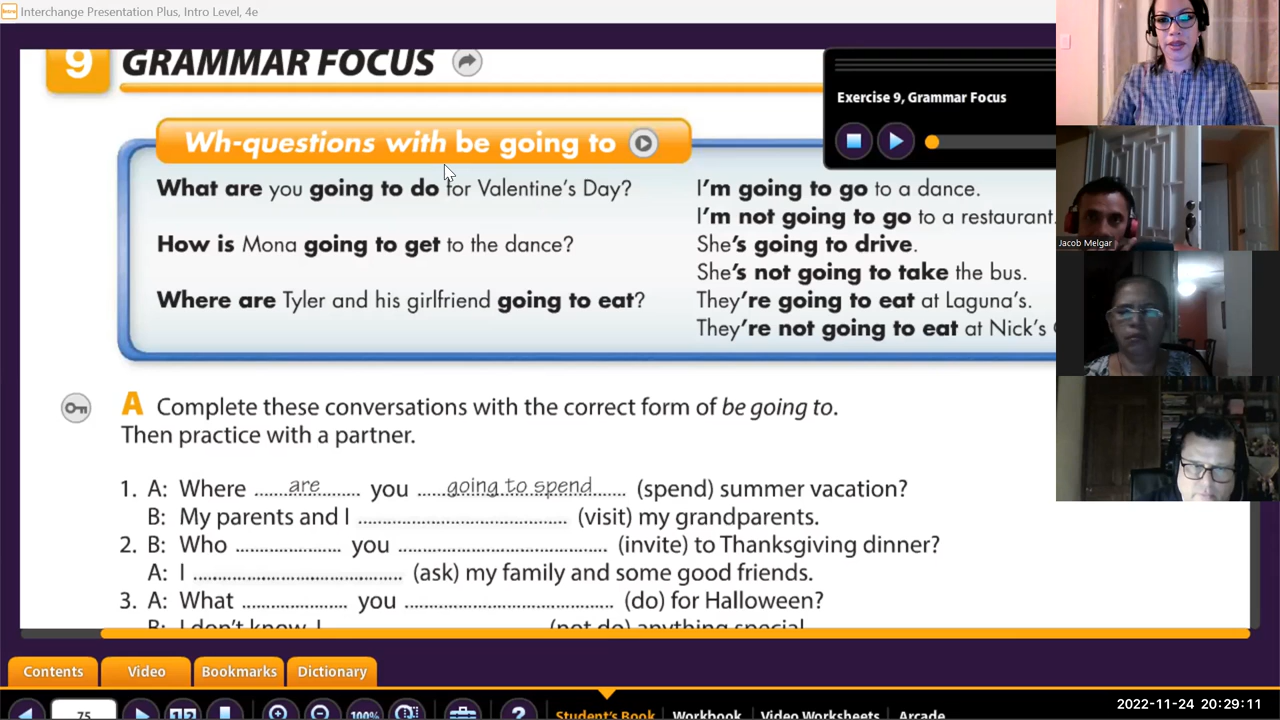 Interchange Presentation Plus, Intro Level, 4e
9 GRAMMAR FOCUS
Exercise 9, Grammar Focus
Wh-questions with be going to
What are you going to do for Valentine's Day?
I'm going to go to a dance.
I'm not going to go to a restaurant.
How is Mona going to get to the dance?
She's going to drive.
She's not going to take the bus.
Where are Tyler and his girlfriend going to eat?
They're going to eat at Laguna's.
They're not going to eat at Nick's
Jacob Melgar
A Complete these conversations with the correct form of be going to.
Then practice with a partner.
1. A: Where are you going to spend (spend) summer vacation?
B: My parents and I (visit) my grandparents.
2. B: Who you (invite) to Thanksgiving dinner?
A: I (ask) my family and some good friends.
3. A: What you (do) for Halloween?
B: I don't know. I (not do) anything special.
Contents Video Bookmarks Dictionary
75 100% ? Student's Book Workbook Video Worksheets Arcade
2022-11-24 20:29:11